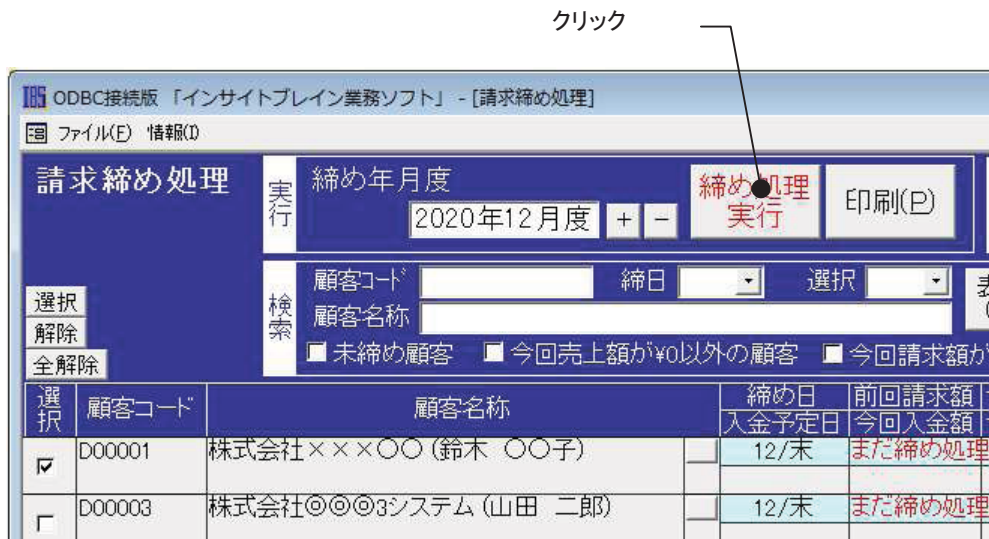 クリック
IBS ODBC接続版 「インサイトブレイン業務ソフト」 - [請求締め処理]
ファイル(F) 情報(I)
請求締め処理
実行
締め年月度
2020年12月度 + -
締め処理
実行
印刷(P)
選択
解除
全解除
検索
顧客コード 締日 選択
顧客名称
未締め顧客 今回売上額が¥0以外の顧客 今回請求額が
選択 顧客コード 顧客名称 締め日 前回請求額
入金予定日 今回入金額
D00001 株式会社×××〇〇(鈴木 〇〇子) 12/末 まだ締め処理
D00003 株式会社◎◎◎3システム(山田 二郎) 12/末 まだ締め処理